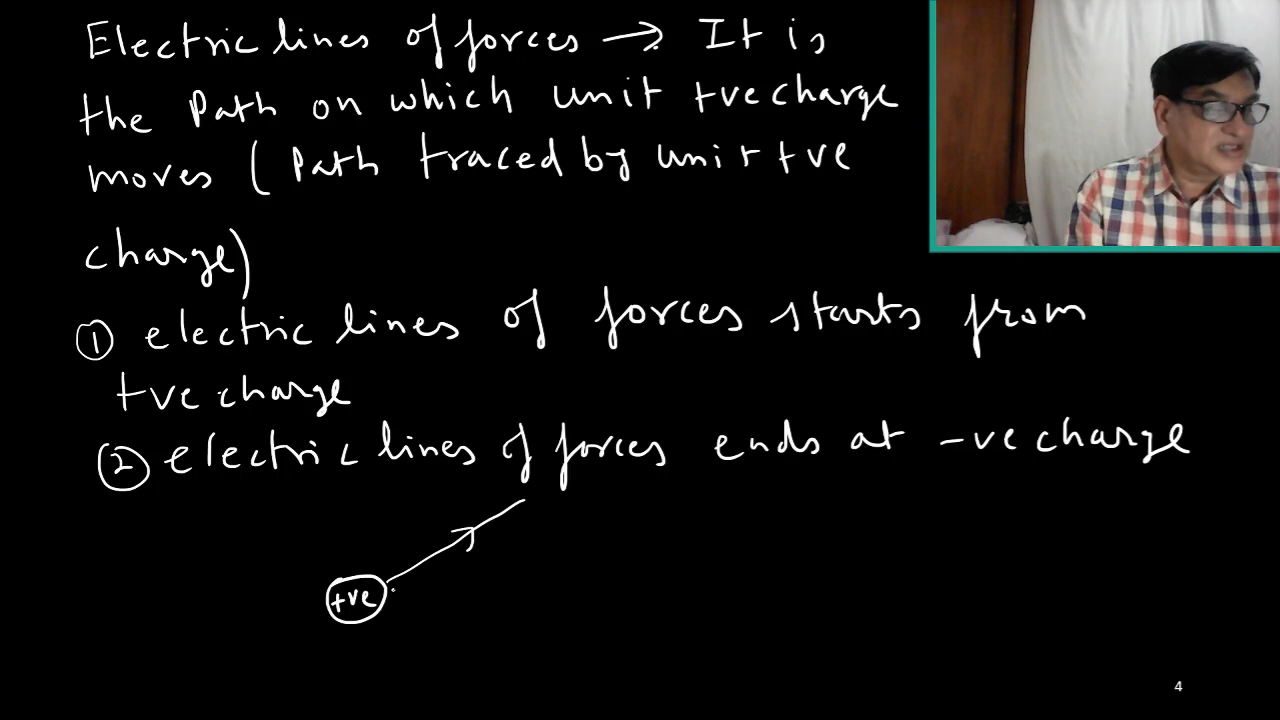 Electric lines of forces → It is
the Path on which unit +ve charge
moves (Path traced by unit +ve
charge)
① electric lines of forces starts from
+ve charge
② electric lines of forces ends at -ve charge
+ve
4